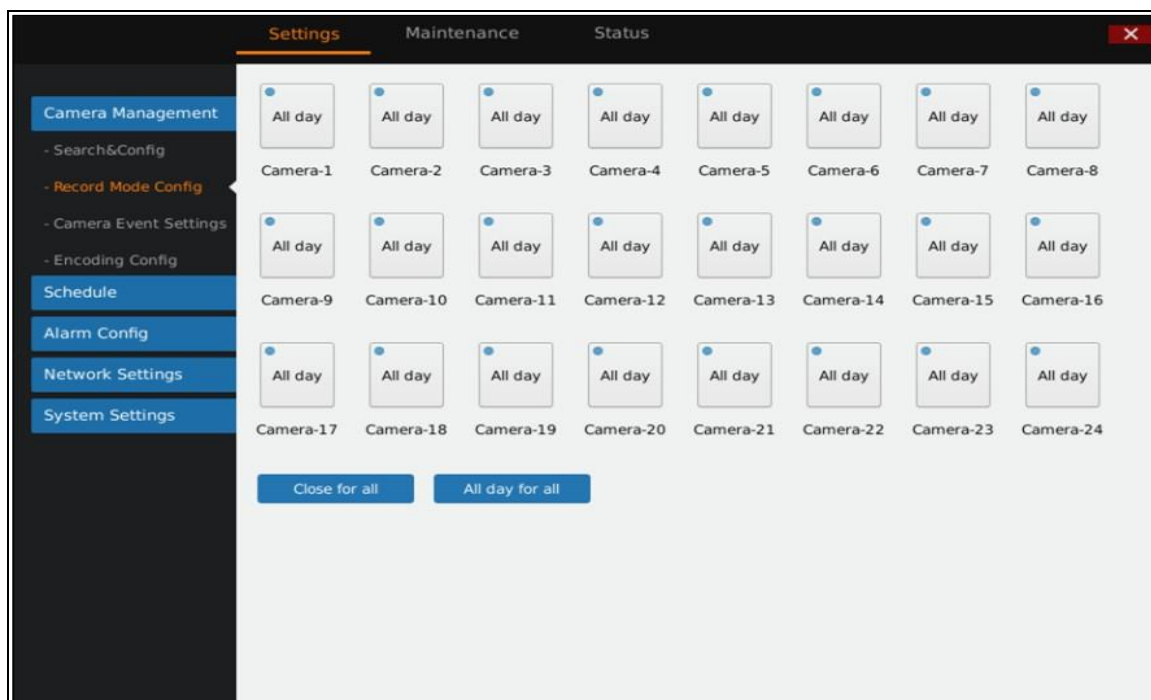 Settings Maintenance Status
Camera Management
- Search&Config
- Record Mode Config
- Camera Event Settings
- Encoding Config
Schedule
Alarm Config
Network Settings
System Settings
All day All day All day All day All day All day All day All day
Camera-1 Camera-2 Camera-3 Camera-4 Camera-5 Camera-6 Camera-7 Camera-8
All day All day All day All day All day All day All day All day
Camera-9 Camera-10 Camera-11 Camera-12 Camera-13 Camera-14 Camera-15 Camera-16
All day All day All day All day All day All day All day All day
Camera-17 Camera-18 Camera-19 Camera-20 Camera-21 Camera-22 Camera-23 Camera-24
Close for all All day for all